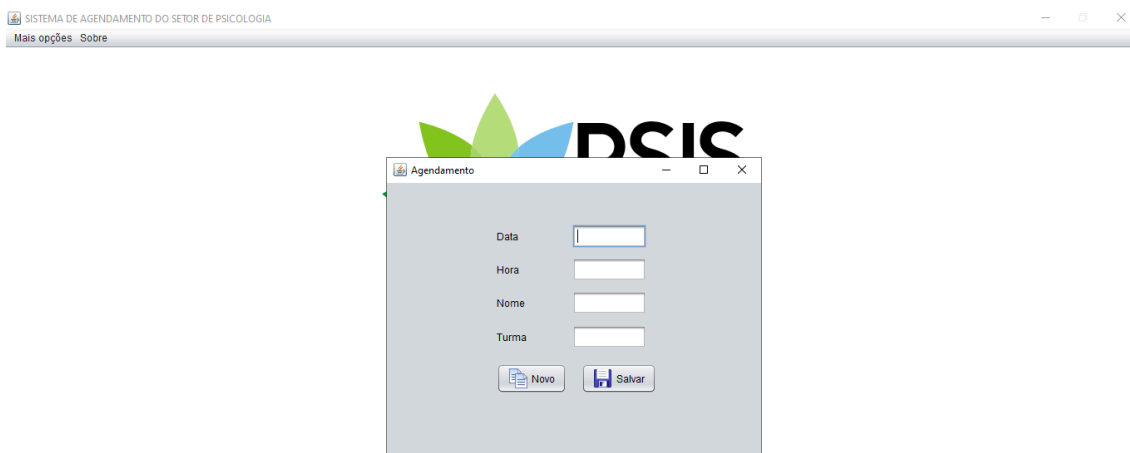 SISTEMA DE AGENDAMENTO DO SETOR DE PSICOLOGIA
Mais opções Sobre
PSIS
Agendamento
Data
Hora
Nome
Turma
Novo Salvar